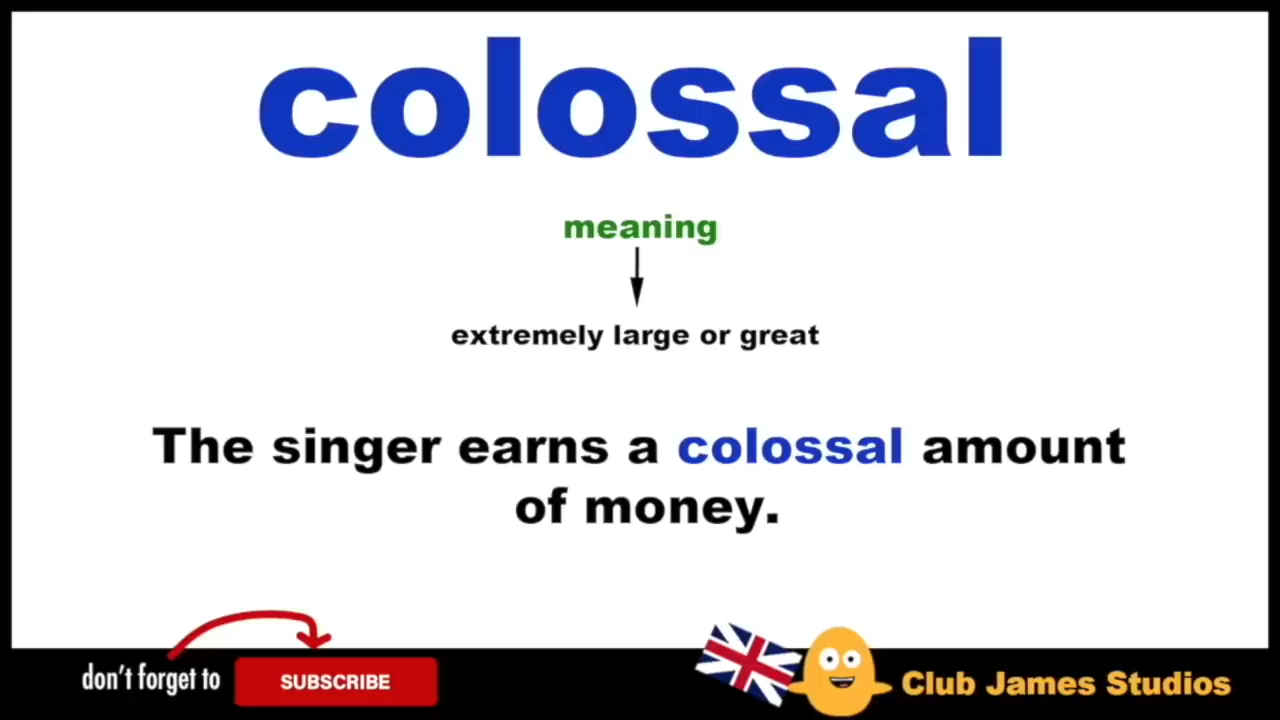 colossal
meaning
extremely large or great
The singer earns a colossal amount
of money.
don't forget to
SUBSCRIBE
Club James Studios